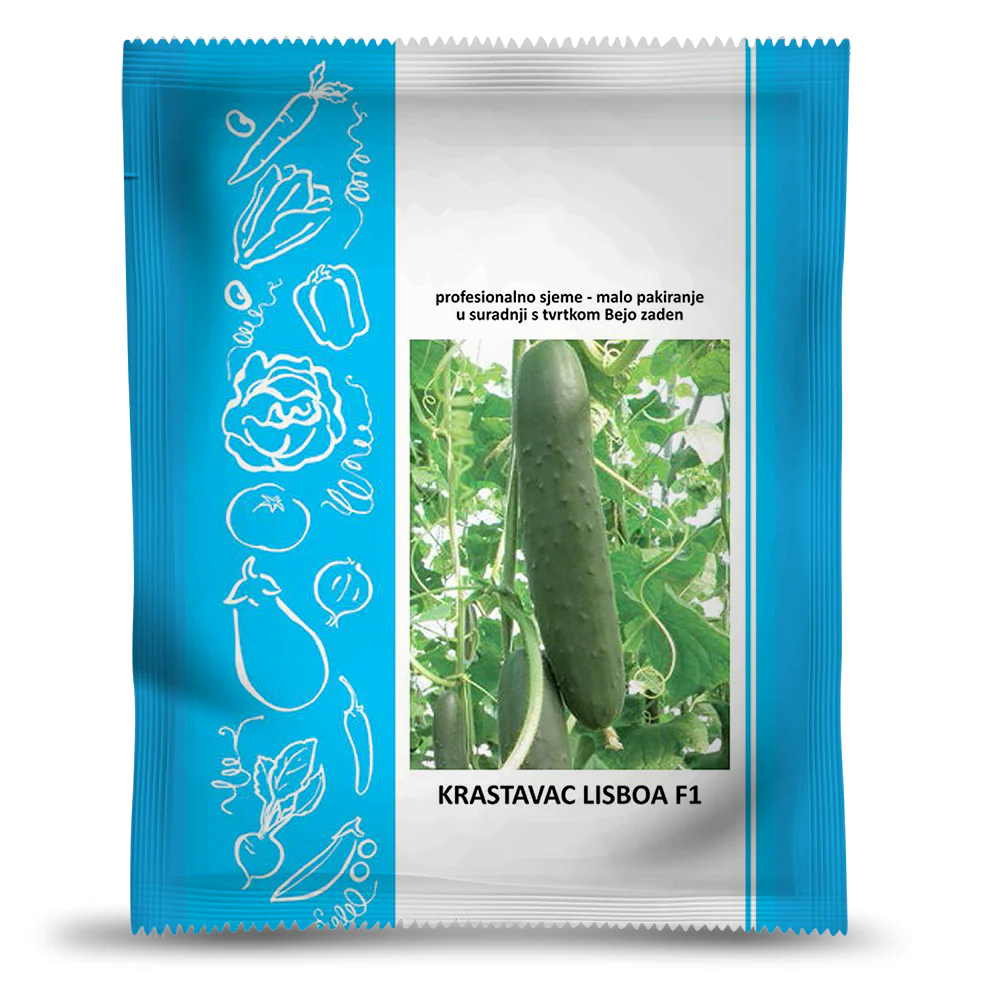 profesionalno sjeme - malo pakiranje
u suradnji s tvrtkom Bejo zaden
KRASTAVAC LISBOA F1